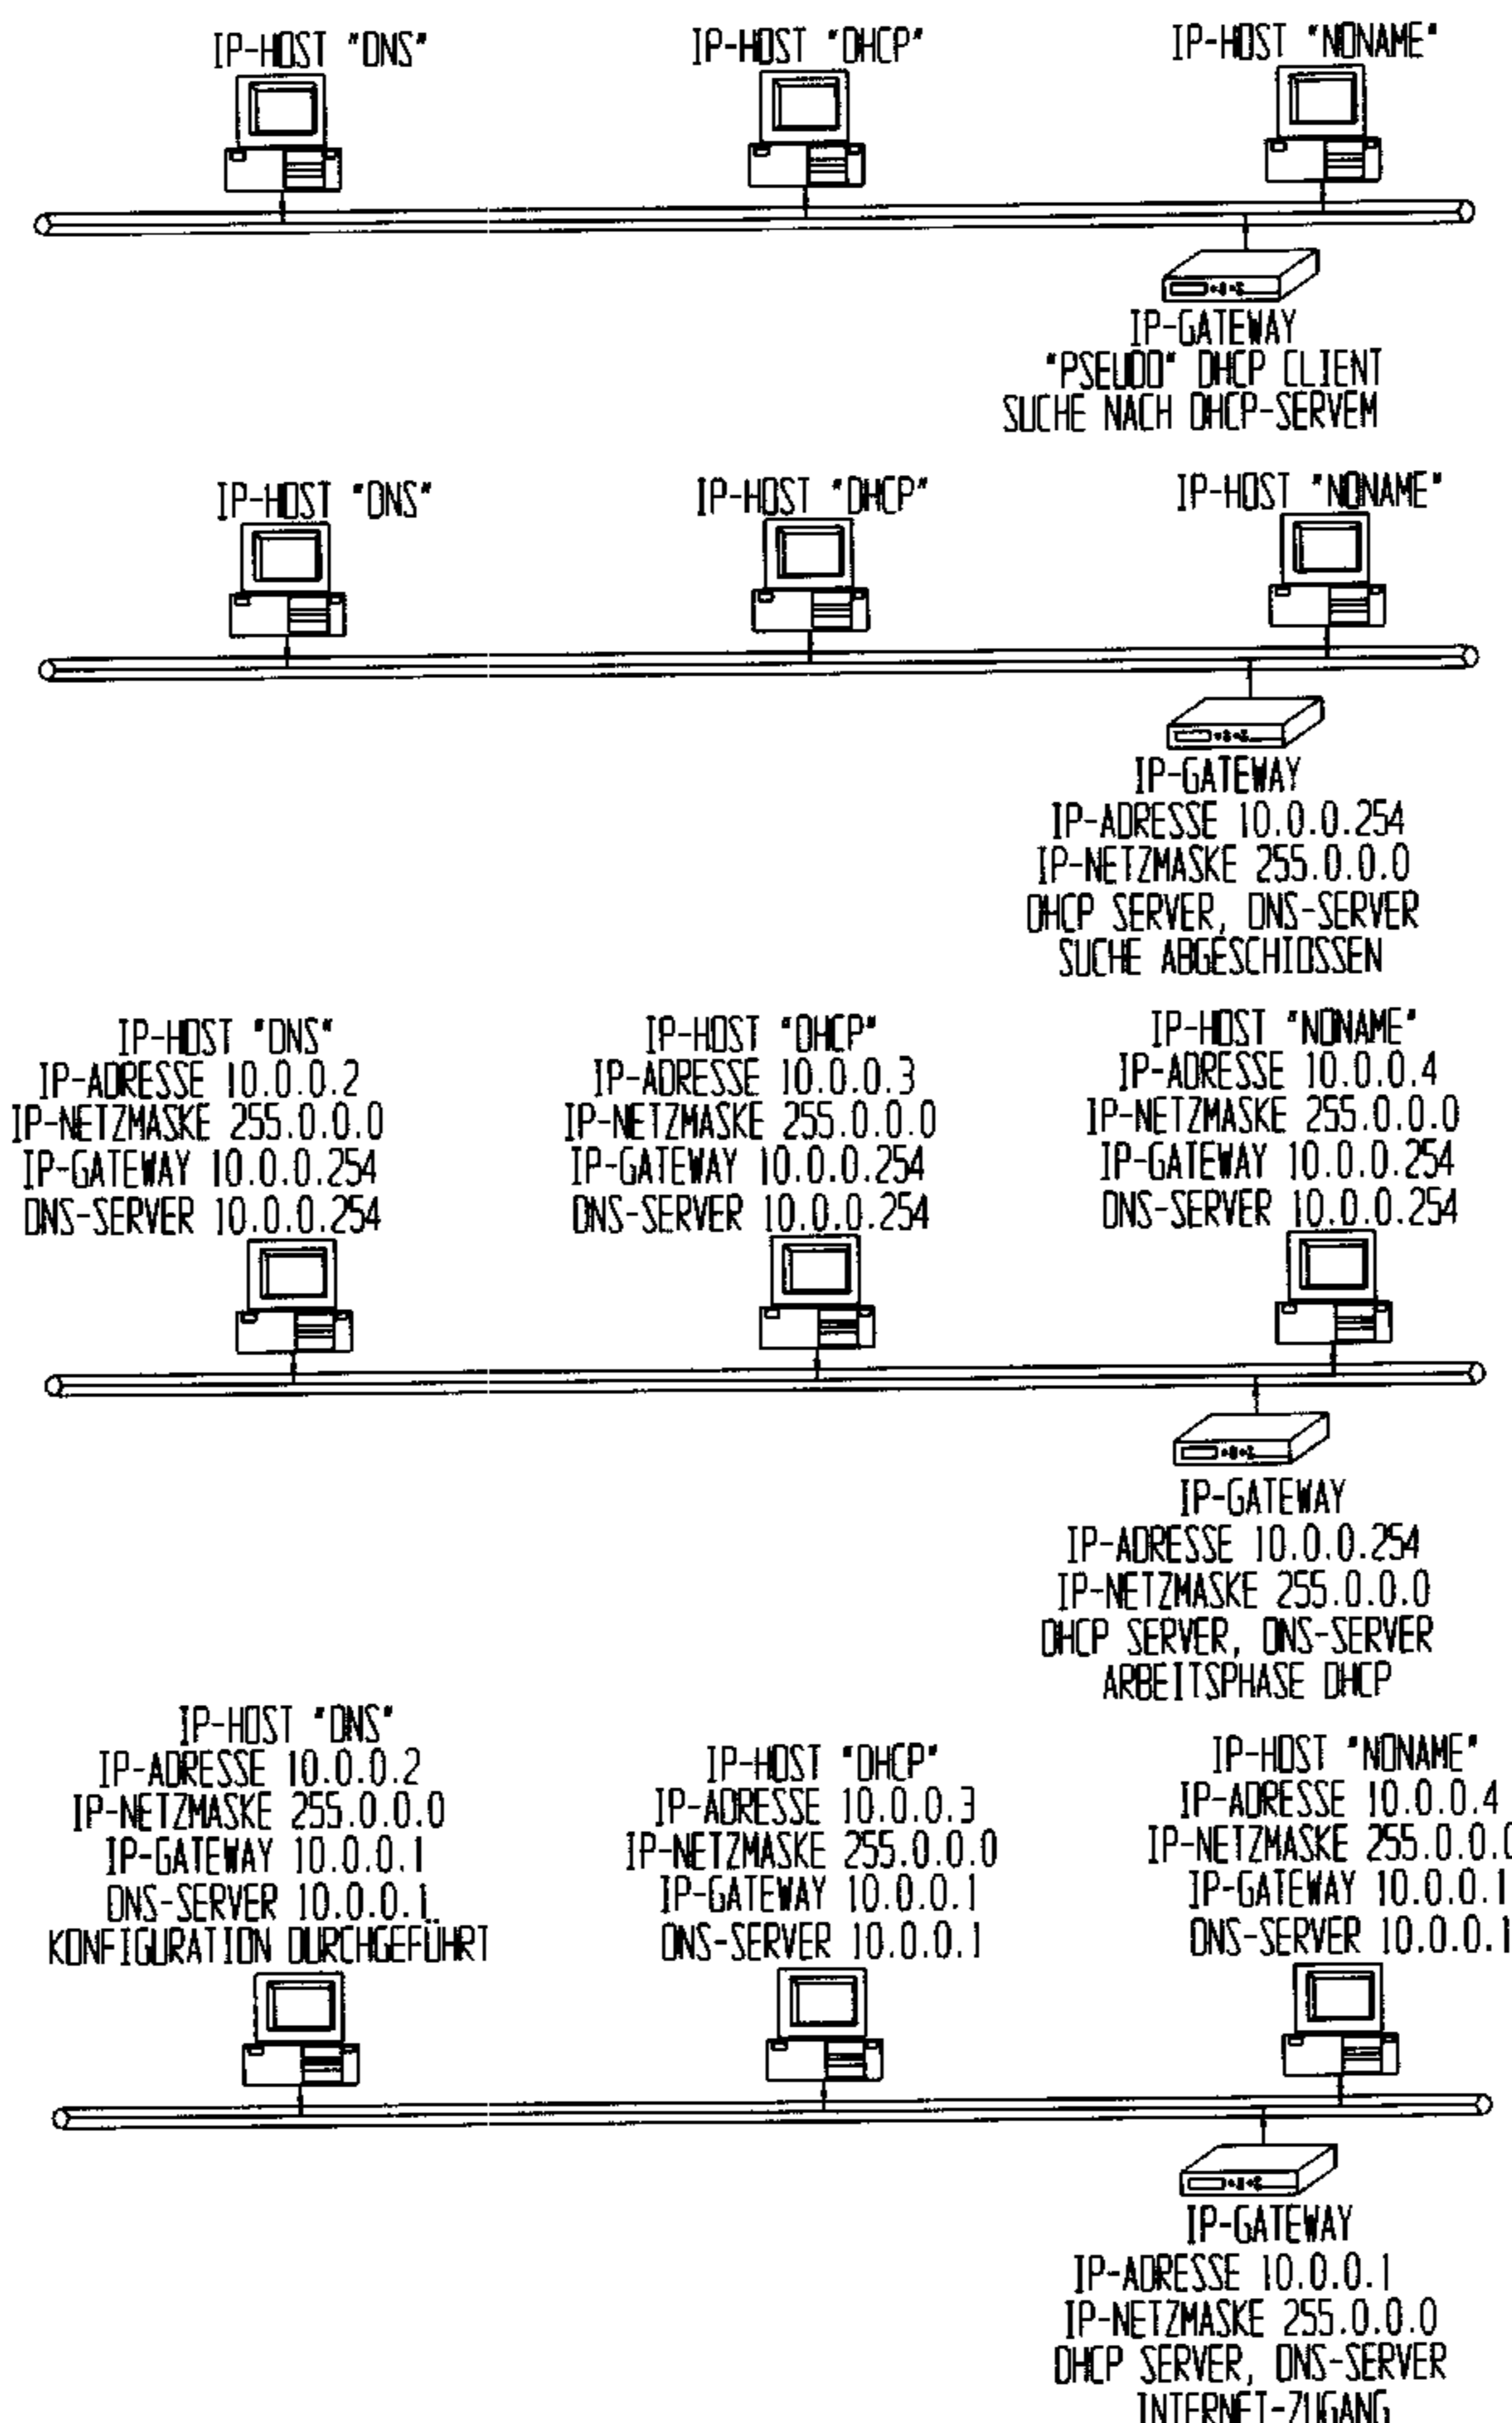 IP-HOST "DNS"
IP-HOST "DHCP"
IP-HOST "NONAME"
IP-GATEWAY
"PSEUDO" DHCP CLIENT
SUCHE NACH DHCP-SERVEM
IP-HOST "DNS"
IP-HOST "DHCP"
IP-HOST "NONAME"
IP-GATEWAY
IP-ADRESSE 10.0.0.254
IP-NETZMASKE 255.0.0.0
DHCP SERVER, DNS-SERVER
SUCHE ABGESCHIOSSEN
IP-HOST "DNS"
IP-ADRESSE 10.0.0.2
IP-NETZMASKE 255.0.0.0
IP-GATEWAY 10.0.0.254
DNS-SERVER 10.0.0.254
IP-HOST "DHCP"
IP-ADRESSE 10.0.0.3
IP-NETZMASKE 255.0.0.0
IP-GATEWAY 10.0.0.254
DNS-SERVER 10.0.0.254
IP-HOST "NONAME"
IP-ADRESSE 10.0.0.4
IP-NETZMASKE 255.0.0.0
IP-GATEWAY 10.0.0.254
DNS-SERVER 10.0.0.254
IP-GATEWAY
IP-ADRESSE 10.0.0.254
IP-NETZMASKE 255.0.0.0
DHCP SERVER, DNS-SERVER
ARBEITSPHASE DHCP
IP-HOST "DNS"
IP-ADRESSE 10.0.0.2
IP-NETZMASKE 255.0.0.0
IP-GATEWAY 10.0.0.1
DNS-SERVER 10.0.0.1
KONFIGURATION DURCHGEFÜHRT
IP-HOST "DHCP"
IP-ADRESSE 10.0.0.3
IP-NETZMASKE 255.0.0.0
IP-GATEWAY 10.0.0.1
DNS-SERVER 10.0.0.1
IP-HOST "NONAME"
IP-ADRESSE 10.0.0.4
IP-NETZMASKE 255.0.0.0
IP-GATEWAY 10.0.0.1
DNS-SERVER 10.0.0.1
IP-GATEWAY
IP-ADRESSE 10.0.0.1
IP-NETZMASKE 255.0.0.0
DHCP SERVER, DNS-SERVER
INTERNET-ZUGANG